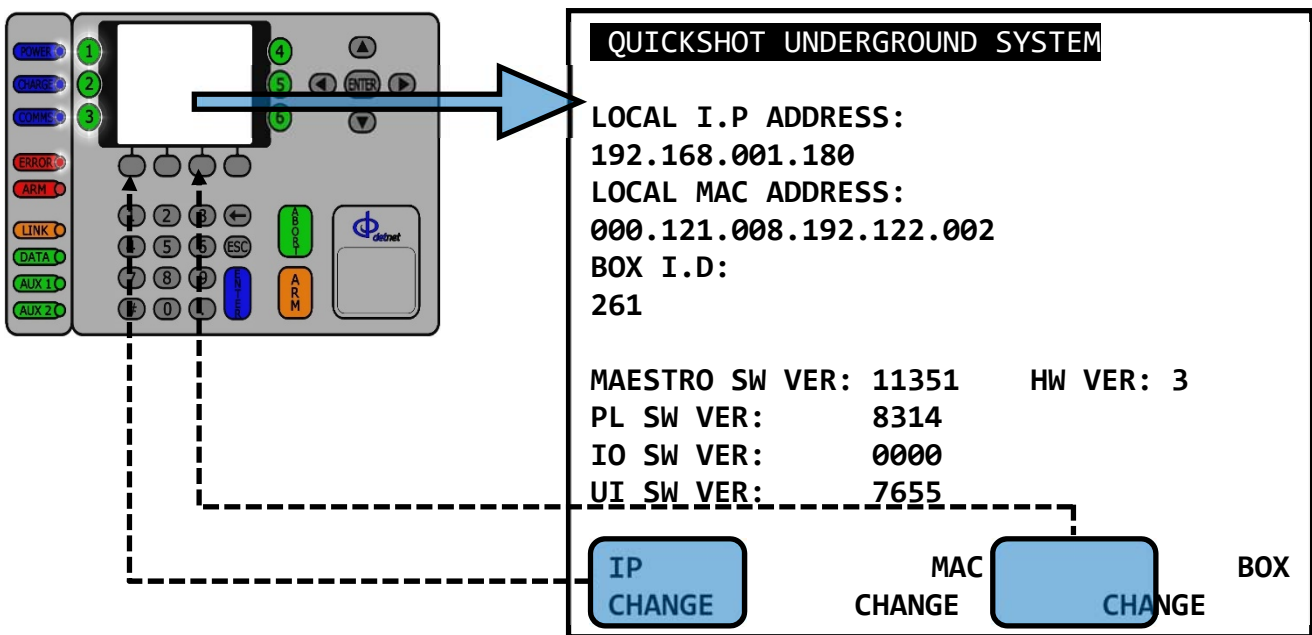 POWER
CHARGE
COMMS
ERROR
ARM
LINK
DATA
AUX 1
AUX 2
1
2
3
4
5
6
ENTER
2 3 ←
5 6 ESC
7 8 9
# 0 .
ENTER
ABORT
ARM
detnet
QUICKSHOT UNDERGROUND SYSTEM
LOCAL I.P ADDRESS:
192.168.001.180
LOCAL MAC ADDRESS:
000.121.008.192.122.002
BOX I.D:
261
MAESTRO SW VER: 11351 HW VER: 3
PL SW VER: 8314
IO SW VER: 0000
UI SW VER: 7655
IP MAC BOX
CHANGE CHANGE CHANGE